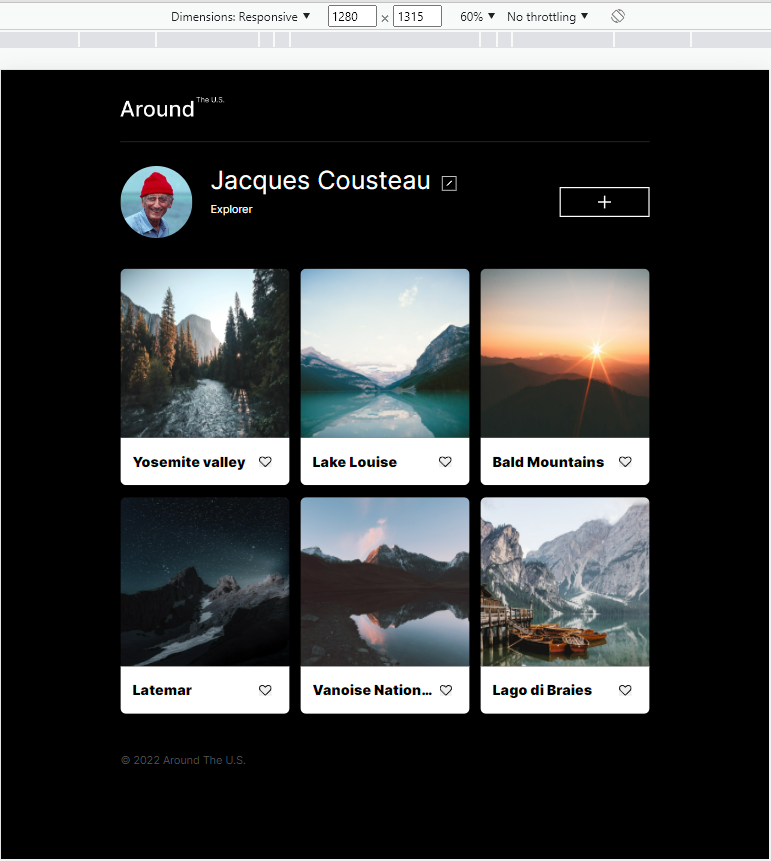 Dimensions: Responsive ▼ 1280 × 1315 60% ▼ No throttling ▼
Around The U.S.
Jacques Cousteau
Explorer
Yosemite valley
Lake Louise
Bald Mountains
Latemar
Vanoise Nation...
Lago di Braies
© 2022 Around The U.S.